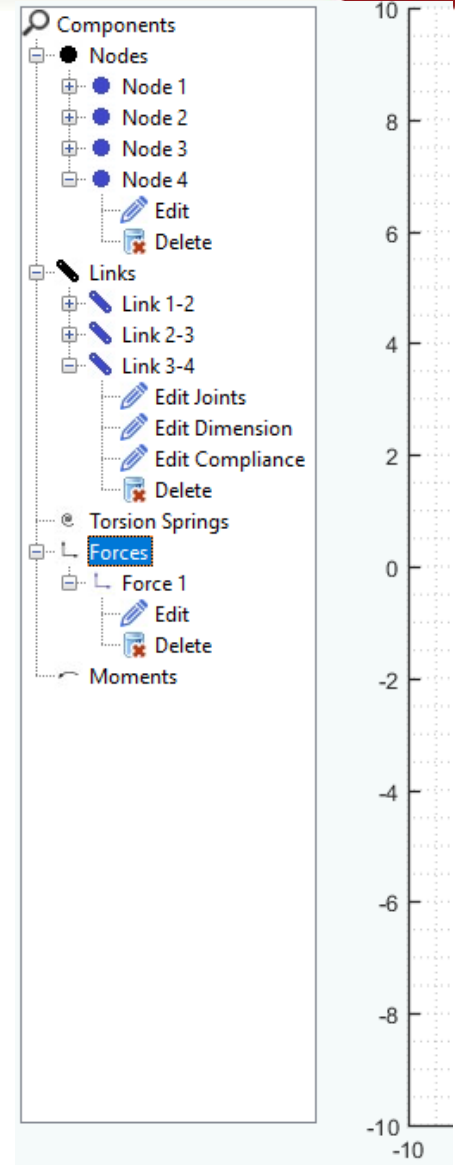 Components
Nodes
Node 1
Node 2
Node 3
Node 4
Edit
Delete
Links
Link 1-2
Link 2-3
Link 3-4
Edit Joints
Edit Dimension
Edit Compliance
Delete
Torsion Springs
Forces
Force 1
Edit
Delete
Moments
10
8
6
4
2
0
-2
-4
-6
-8
-10
-10